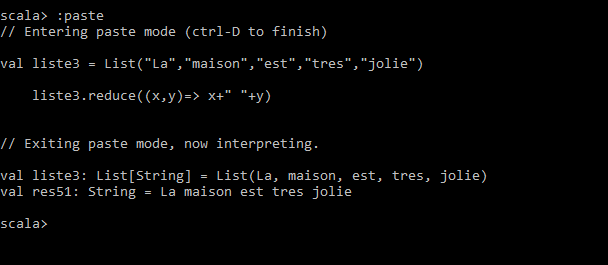 scala> :paste
// Entering paste mode (ctrl-D to finish)
val liste3 = List("La","maison","est","tres","jolie")
liste3.reduce((x,y)=> x+" "+y)
// Exiting paste mode, now interpreting.
val liste3: List[String] = List(La, maison, est, tres, jolie)
val res51: String = La maison est tres jolie
scala>